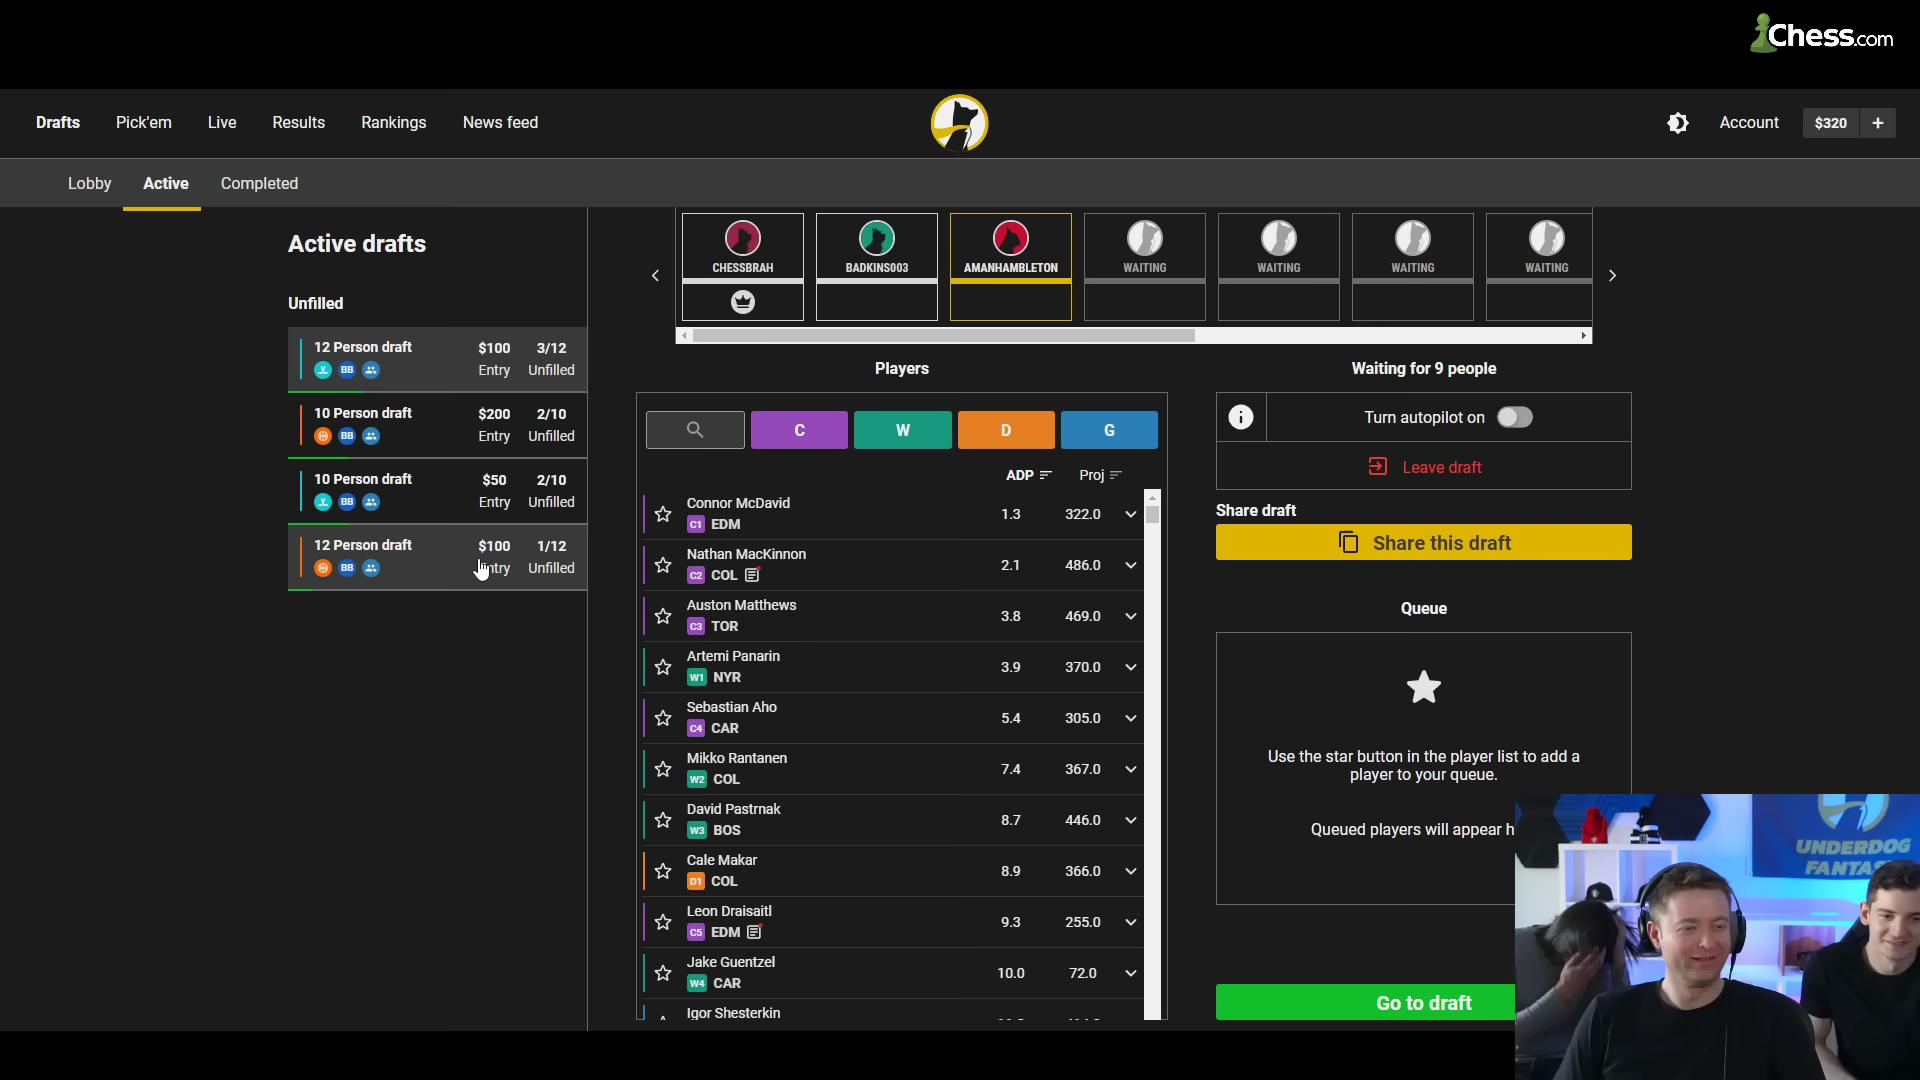 Chess.com
Drafts Pick'em Live Results Rankings News feed
Account $320 +
Lobby Active Completed
Active drafts
Unfilled
12 Person draft $100 3/12
BB Entry Unfilled
10 Person draft $200 2/10
BB Entry Unfilled
10 Person draft $50 2/10
BB Entry Unfilled
12 Person draft $100 1/12
BB Entry Unfilled
CHESSBRAH BADKINS003 AMANHAMBLETON WAITING WAITING WAITING WAITING
Players
C W D G
ADP Proj
Connor McDavid
C1 EDM 1.3 322.0
Nathan MacKinnon
C2 COL 2.1 486.0
Auston Matthews
C3 TOR 3.8 469.0
Artemi Panarin
W1 NYR 3.9 370.0
Sebastian Aho
C4 CAR 5.4 305.0
Mikko Rantanen
W2 COL 7.4 367.0
David Pastrnak
W3 BOS 8.7 446.0
Cale Makar
D1 COL 8.9 366.0
Leon Draisaitl
C5 EDM 9.3 255.0
Jake Guentzel
W4 CAR 10.0 72.0
Igor Shesterkin
Waiting for 9 people
Turn autopilot on
Leave draft
Share draft
Share this draft
Queue
Use the star button in the player list to add a
player to your queue.
Queued players will appear h
Go to draft
UNDERDOG
FANTAS